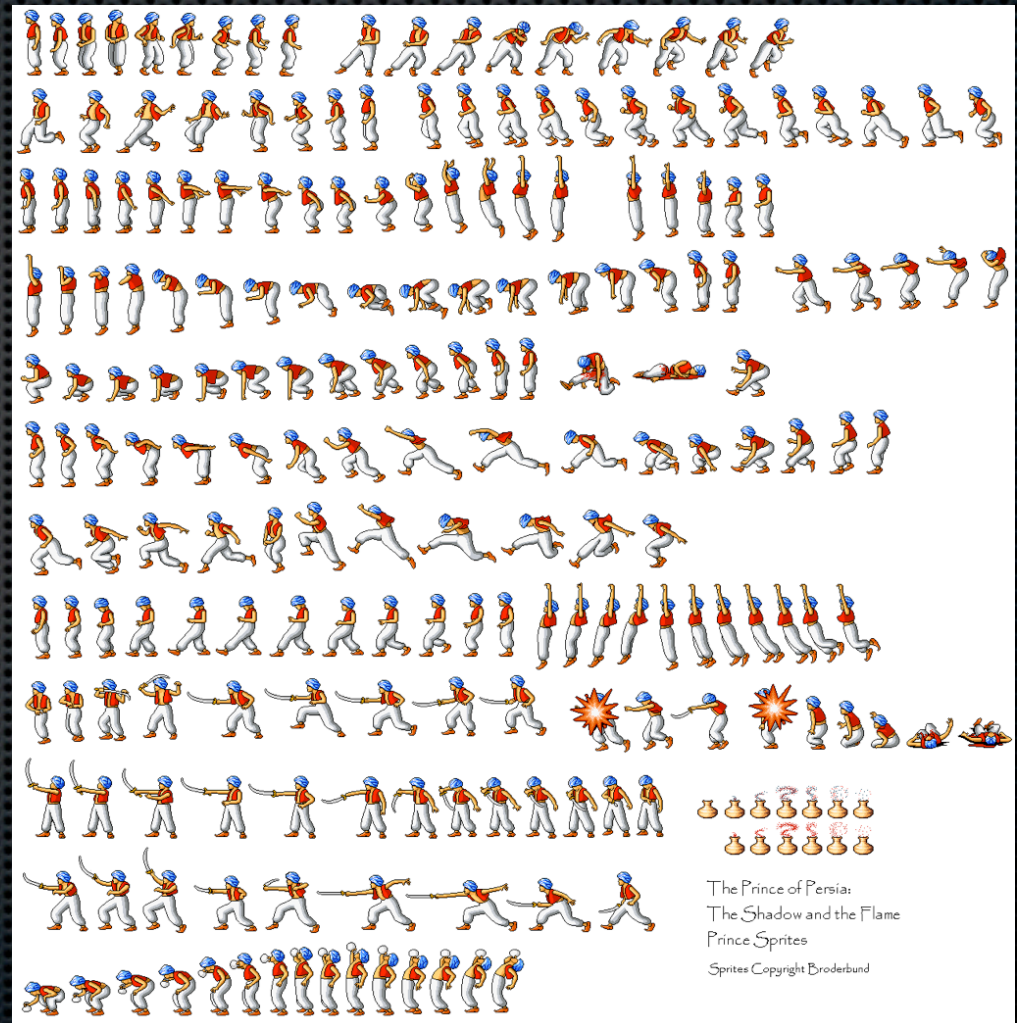 The Prince of Persia:
The Shadow and the Flame
Prince Sprites
Sprites Copyright Broderbund